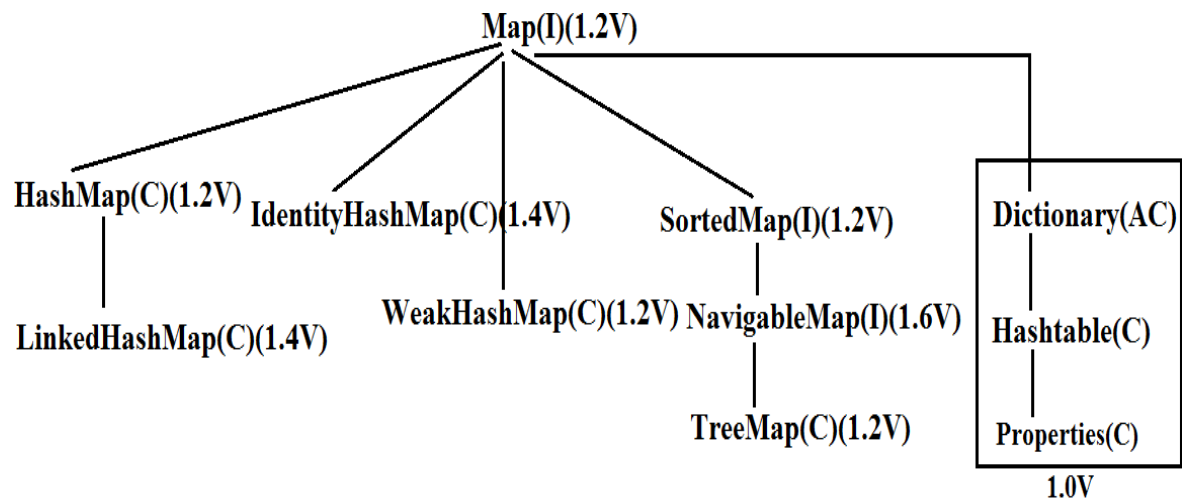 Map(I)(1.2V)
HashMap(C)(1.2V)
IdentityHashMap(C)(1.4V)
SortedMap(I)(1.2V)
Dictionary(AC)
LinkedHashMap(C)(1.4V)
WeakHashMap(C)(1.2V)
NavigableMap(I)(1.6V)
Hashtable(C)
TreeMap(C)(1.2V)
Properties(C)
1.0V